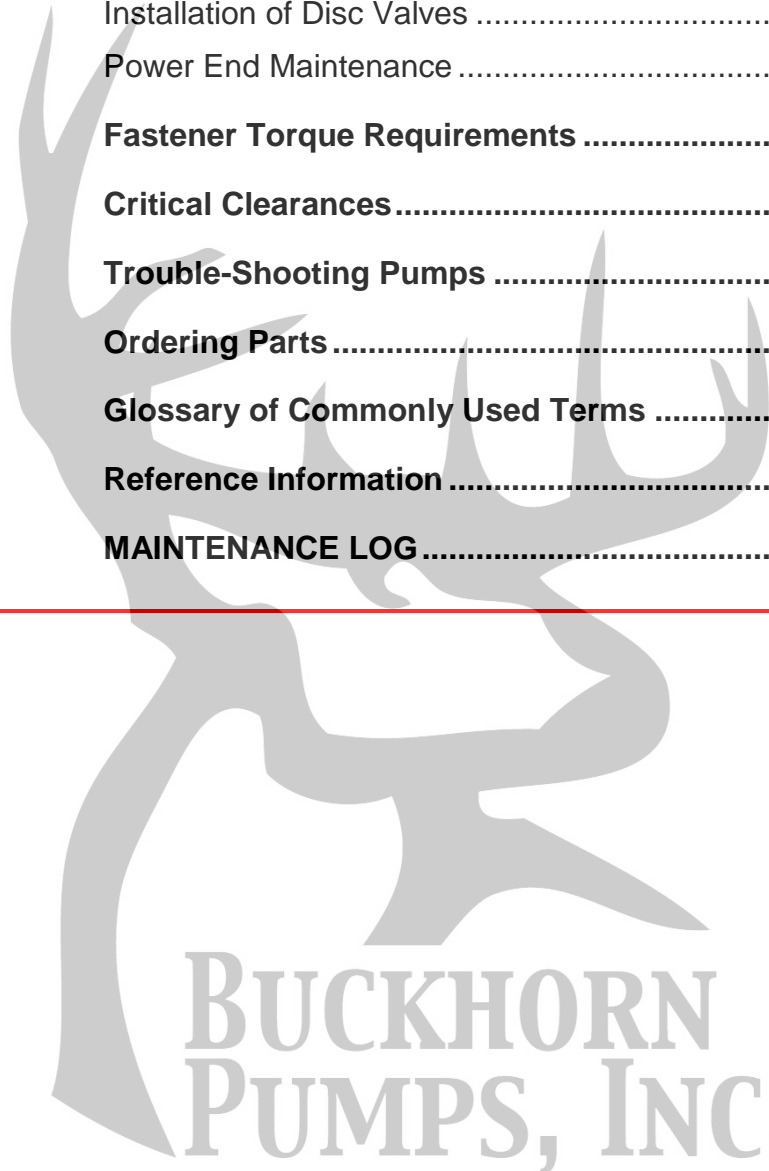 Installation of Disc Valves ................................
Power End Maintenance ..................................
Fastener Torque Requirements .....................
Critical Clearances..........................................
Trouble-Shooting Pumps ...............................
Ordering Parts.................................................
Glossary of Commonly Used Terms .............
Reference Information....................................
MAINTENANCE LOG.......................................
BUCKHORN
PUMPS, INC